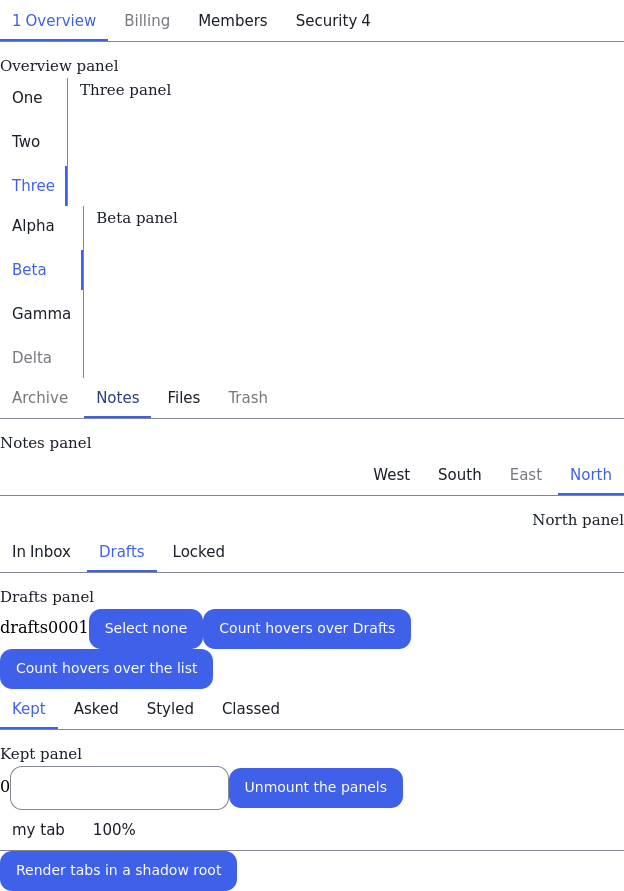 1 Overview Billing Members Security 4
Overview panel
One
Three panel
Two
Three
Alpha
Beta panel
Beta
Gamma
Delta
Archive Notes Files Trash
Notes panel
West South East North
North panel
In Inbox Drafts Locked
Drafts panel
drafts0001 Select none Count hovers over Drafts
Count hovers over the list
Kept Asked Styled Classed
Kept panel
0 Unmount the panels
my tab 100%
Render tabs in a shadow root